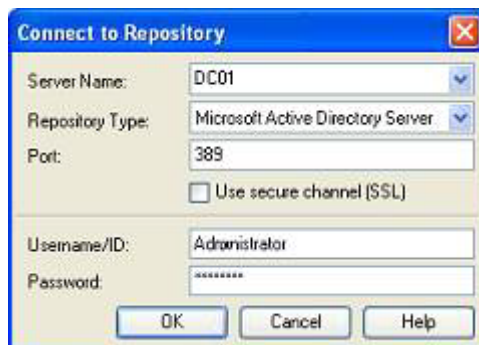 Connect to Repository
Server Name: DC01
Repository Type: Microsoft Active Directory Server
Port: 389
Use secure channel (SSL)
Username/ID: Administrator
Password: ********
OK Cancel Help